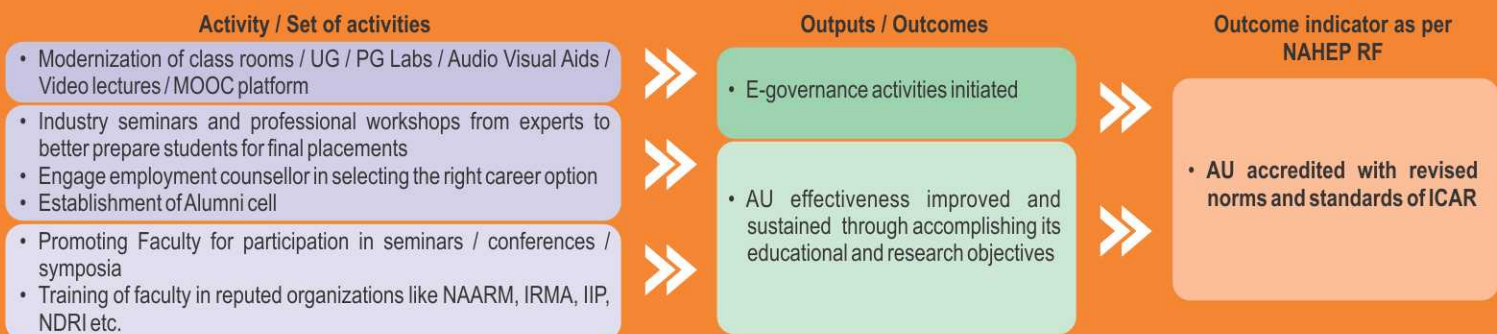 Activity / Set of activities
• Modernization of class rooms / UG / PG Labs / Audio Visual Aids /
Video lectures / MOOC platform
• Industry seminars and professional workshops from experts to
better prepare students for final placements
• Engage employment counsellor in selecting the right career option
• Establishment of Alumni cell
• Promoting Faculty for participation in seminars / conferences /
symposia
• Training of faculty in reputed organizations like NAARM, IRMA, IIP,
NDRI etc.
Outputs / Outcomes
• E-governance activities initiated
• AU effectiveness improved and
sustained through accomplishing its
educational and research objectives
Outcome indicator as per
NAHEP RF
• AU accredited with revised
norms and standards of ICAR